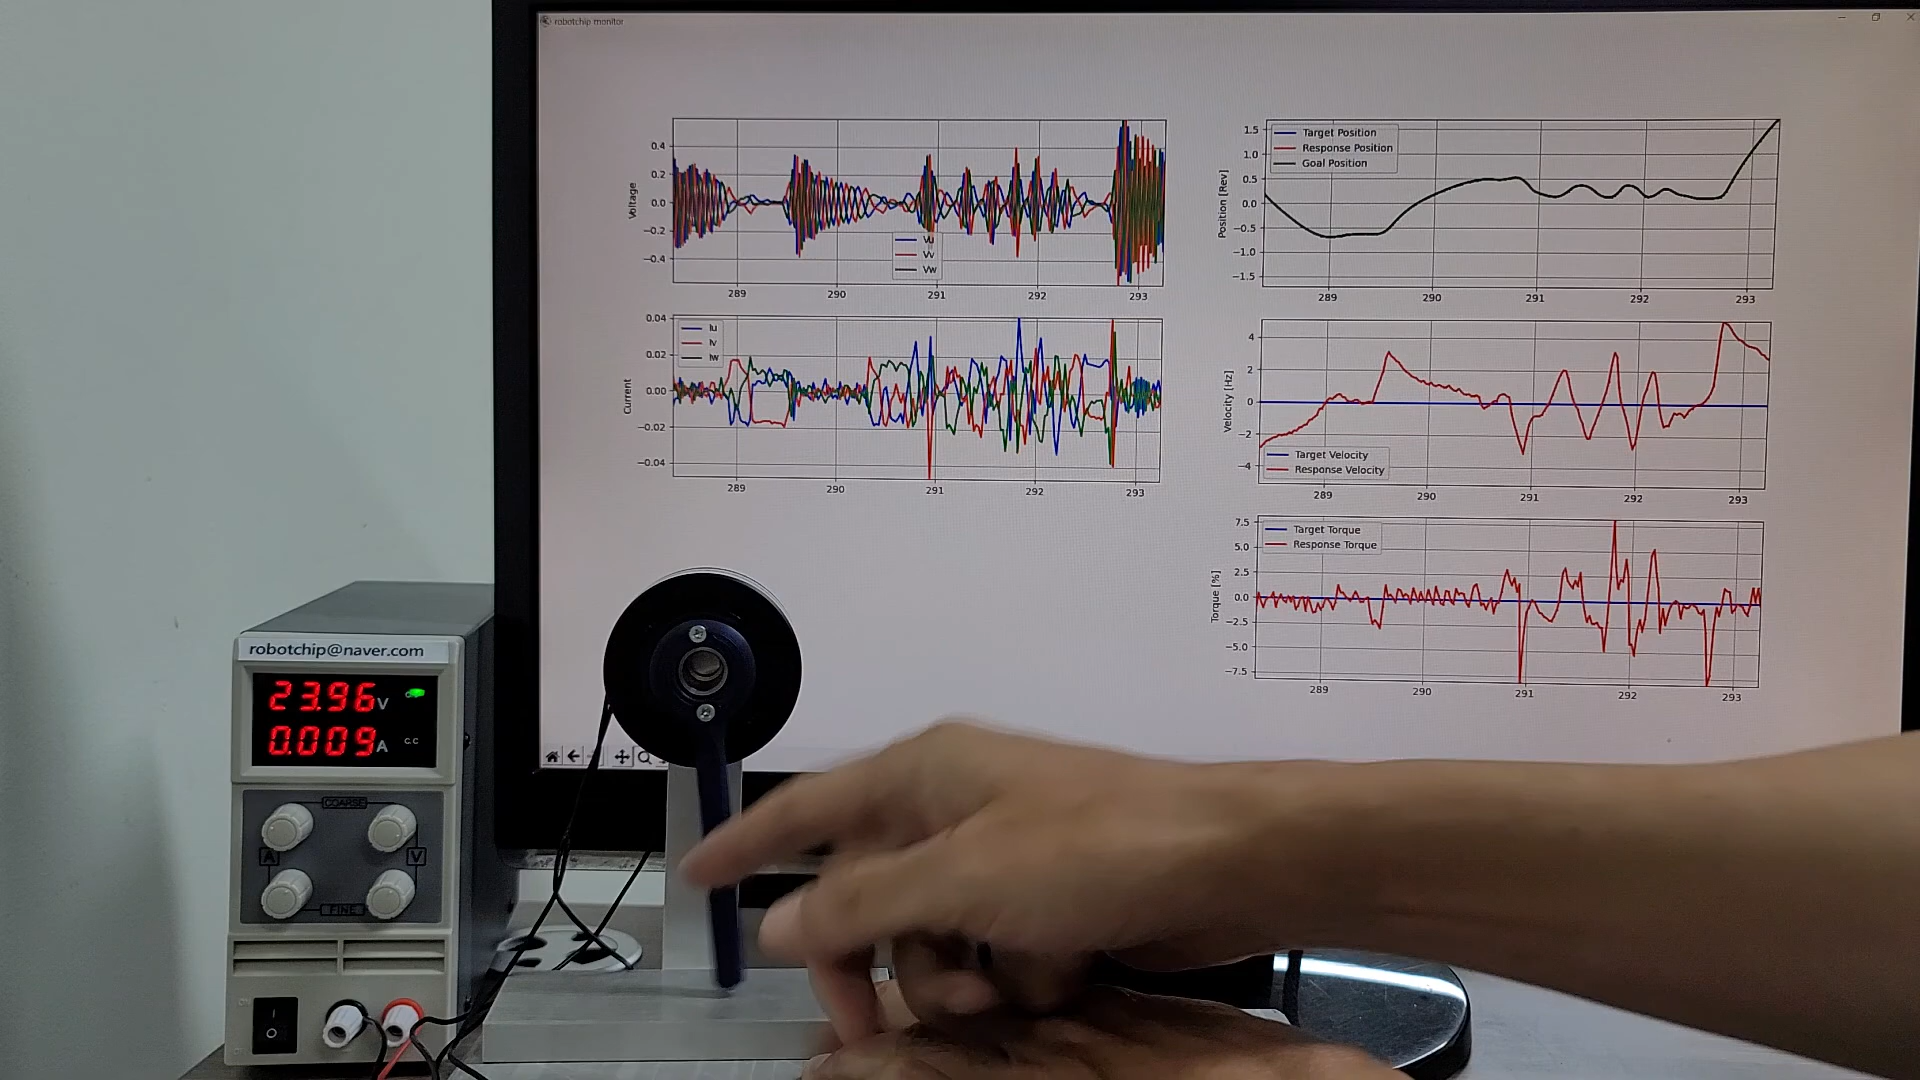 robotchip monitor
Voltage
0.4
0.2
0.0
−0.2
−0.4
Vu
Vv
Vw
289
290
291
292
293
Position [Rev]
1.5
1.0
0.5
0.0
−0.5
−1.0
−1.5
Target Position
Response Position
Goal Position
289
290
291
292
293
Current
0.04
0.02
0.00
−0.02
−0.04
Iu
Iv
Iw
289
290
291
292
293
Velocity [Hz]
4
2
0
−2
−4
Target Velocity
Response Velocity
289
290
291
292
293
Torque [%]
7.5
5.0
2.5
0.0
−2.5
−5.0
−7.5
Target Torque
Response Torque
289
290
291
292
293
robotchip@naver.com
23.96V
0.009A C.C
COARSE
A V
FINE